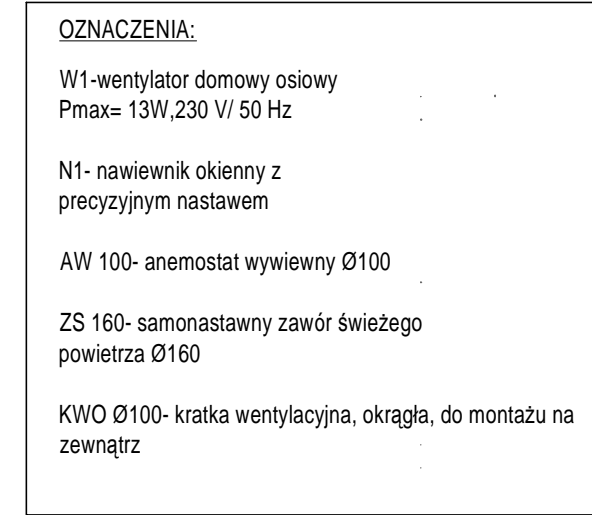 OZNACZENIA:
W1-wentylator domowy osiowy
Pmax= 13W,230 V/ 50 Hz
N1- nawiewnik okienny z
precyzyjnym nastawem
AW 100- anemostat wywiewny Ø100
ZS 160- samonastawny zawór świeżego
powietrza Ø160
KWO Ø100- kratka wentylacyjna, okrągła, do montażu na
zewnątrz